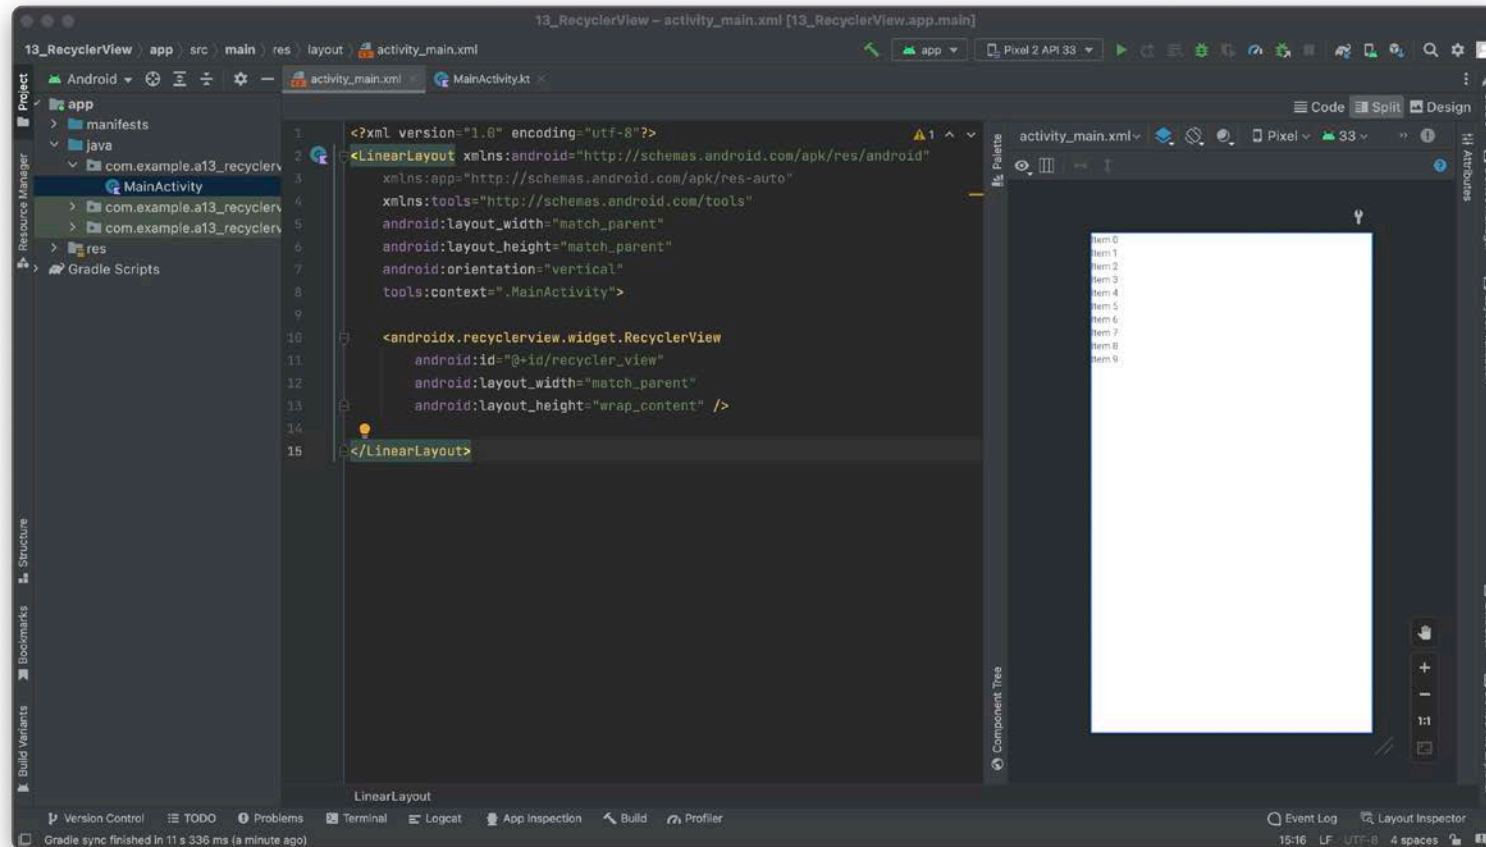 13_RecyclerView – activity_main.xml [13_RecyclerView.app.main]
13_RecyclerView app src main res layout activity_main.xml
app Pixel 2 API 33
Project
Android
activity_main.xml MainActivity.kt
app
Code Split Design
manifests
java
com.example.a13_recyclerv
MainActivity
com.example.a13_recyclerv
com.example.a13_recyclerv
res
Gradle Scripts
Resource Manager
Structure
Bookmarks
Build Variants
1 <?xml version="1.0" encoding="utf-8"?>
2 <LinearLayout xmlns:android="http://schemas.android.com/apk/res/android"
3 xmlns:app="http://schemas.android.com/apk/res-auto"
4 xmlns:tools="http://schemas.android.com/tools"
5 android:layout_width="match_parent"
6 android:layout_height="match_parent"
7 android:orientation="vertical"
8 tools:context=".MainActivity">
9
10 <androidx.recyclerview.widget.RecyclerView
11 android:id="@+id/recycler_view"
12 android:layout_width="match_parent"
13 android:layout_height="wrap_content" />
14
15 </LinearLayout>
1
LinearLayout
Palette
Component Tree
activity_main.xml Pixel 33
Attributes
Item 0
Item 1
Item 2
Item 3
Item 4
Item 5
Item 6
Item 7
Item 8
Item 9
1:1
Version Control TODO Problems Terminal Logcat App Inspection Build Profiler Event Log Layout Inspector
Gradle sync finished in 11 s 336 ms (a minute ago) 15:16 LF UTF-8 4 spaces